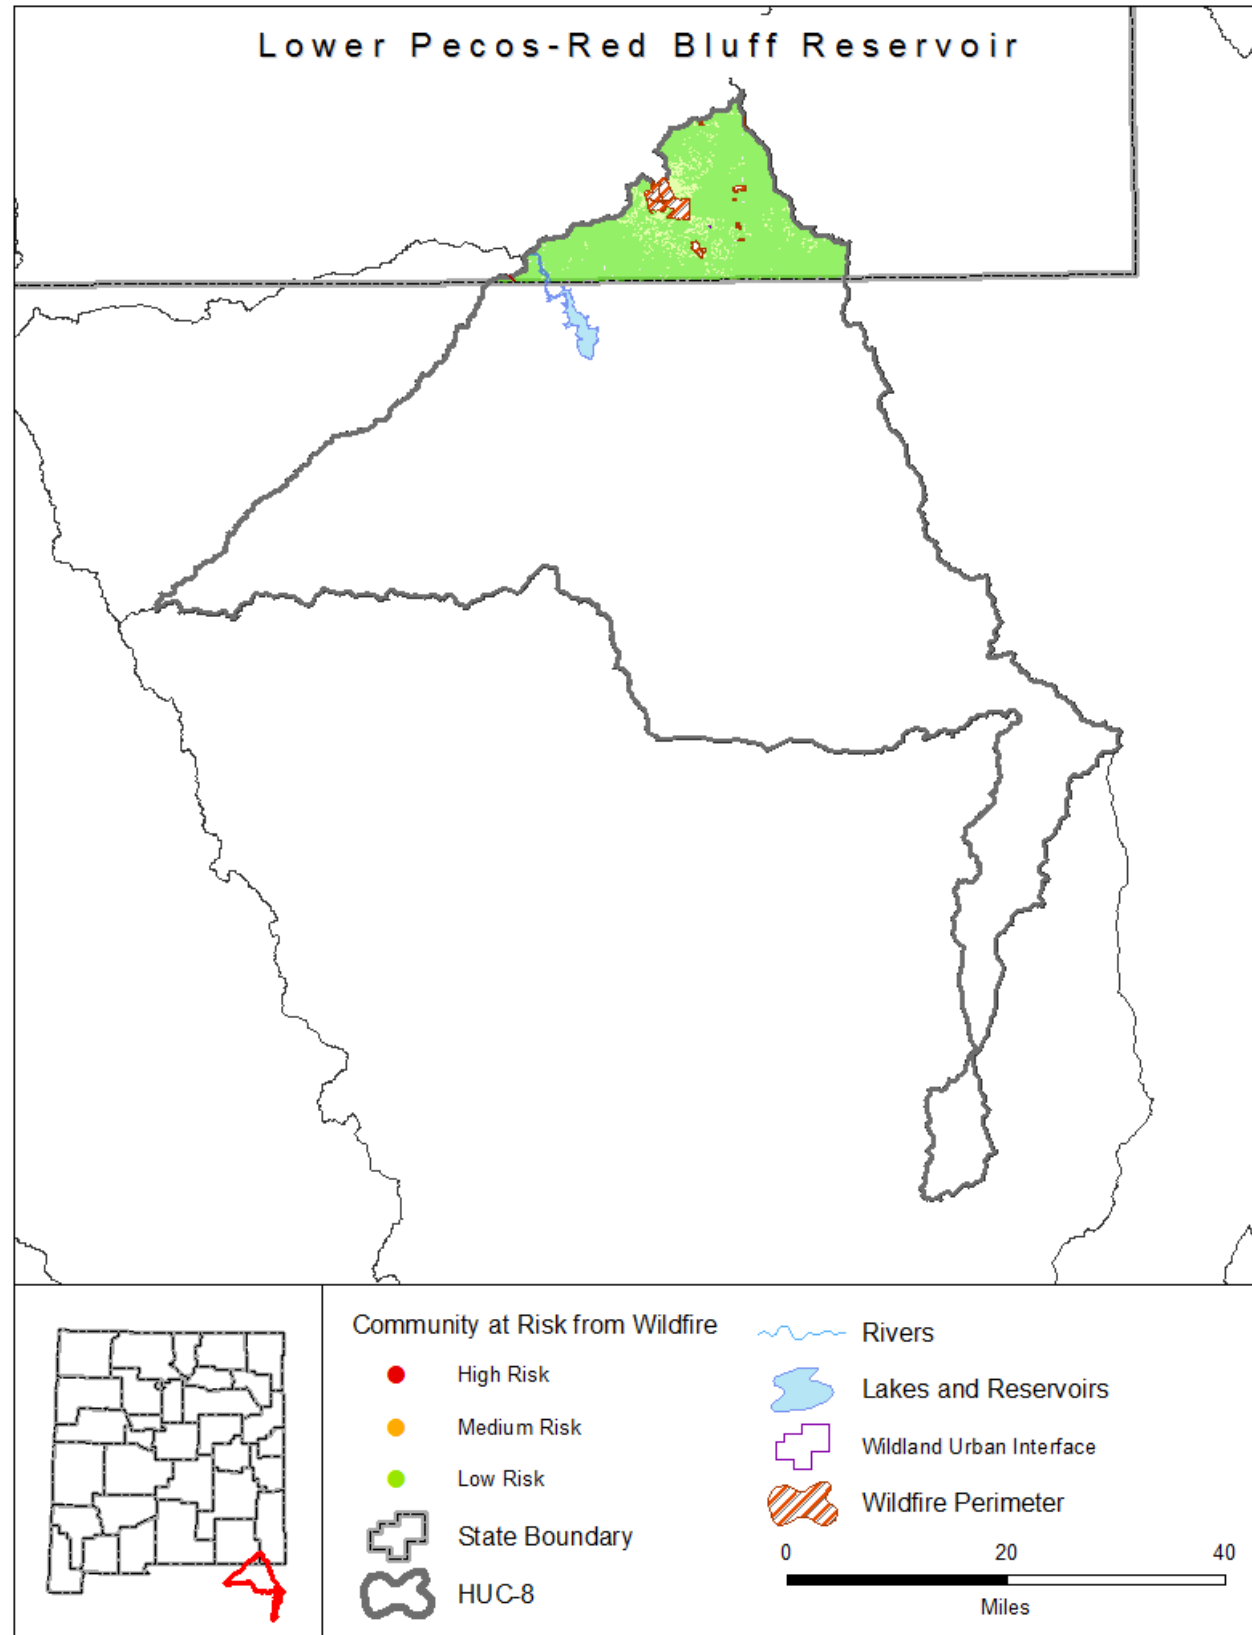 Lower Pecos-Red Bluff Reservoir
Community at Risk from Wildfire
High Risk
Medium Risk
Low Risk
State Boundary
HUC-8
Rivers
Lakes and Reservoirs
Wildland Urban Interface
Wildfire Perimeter
0 20 40
Miles